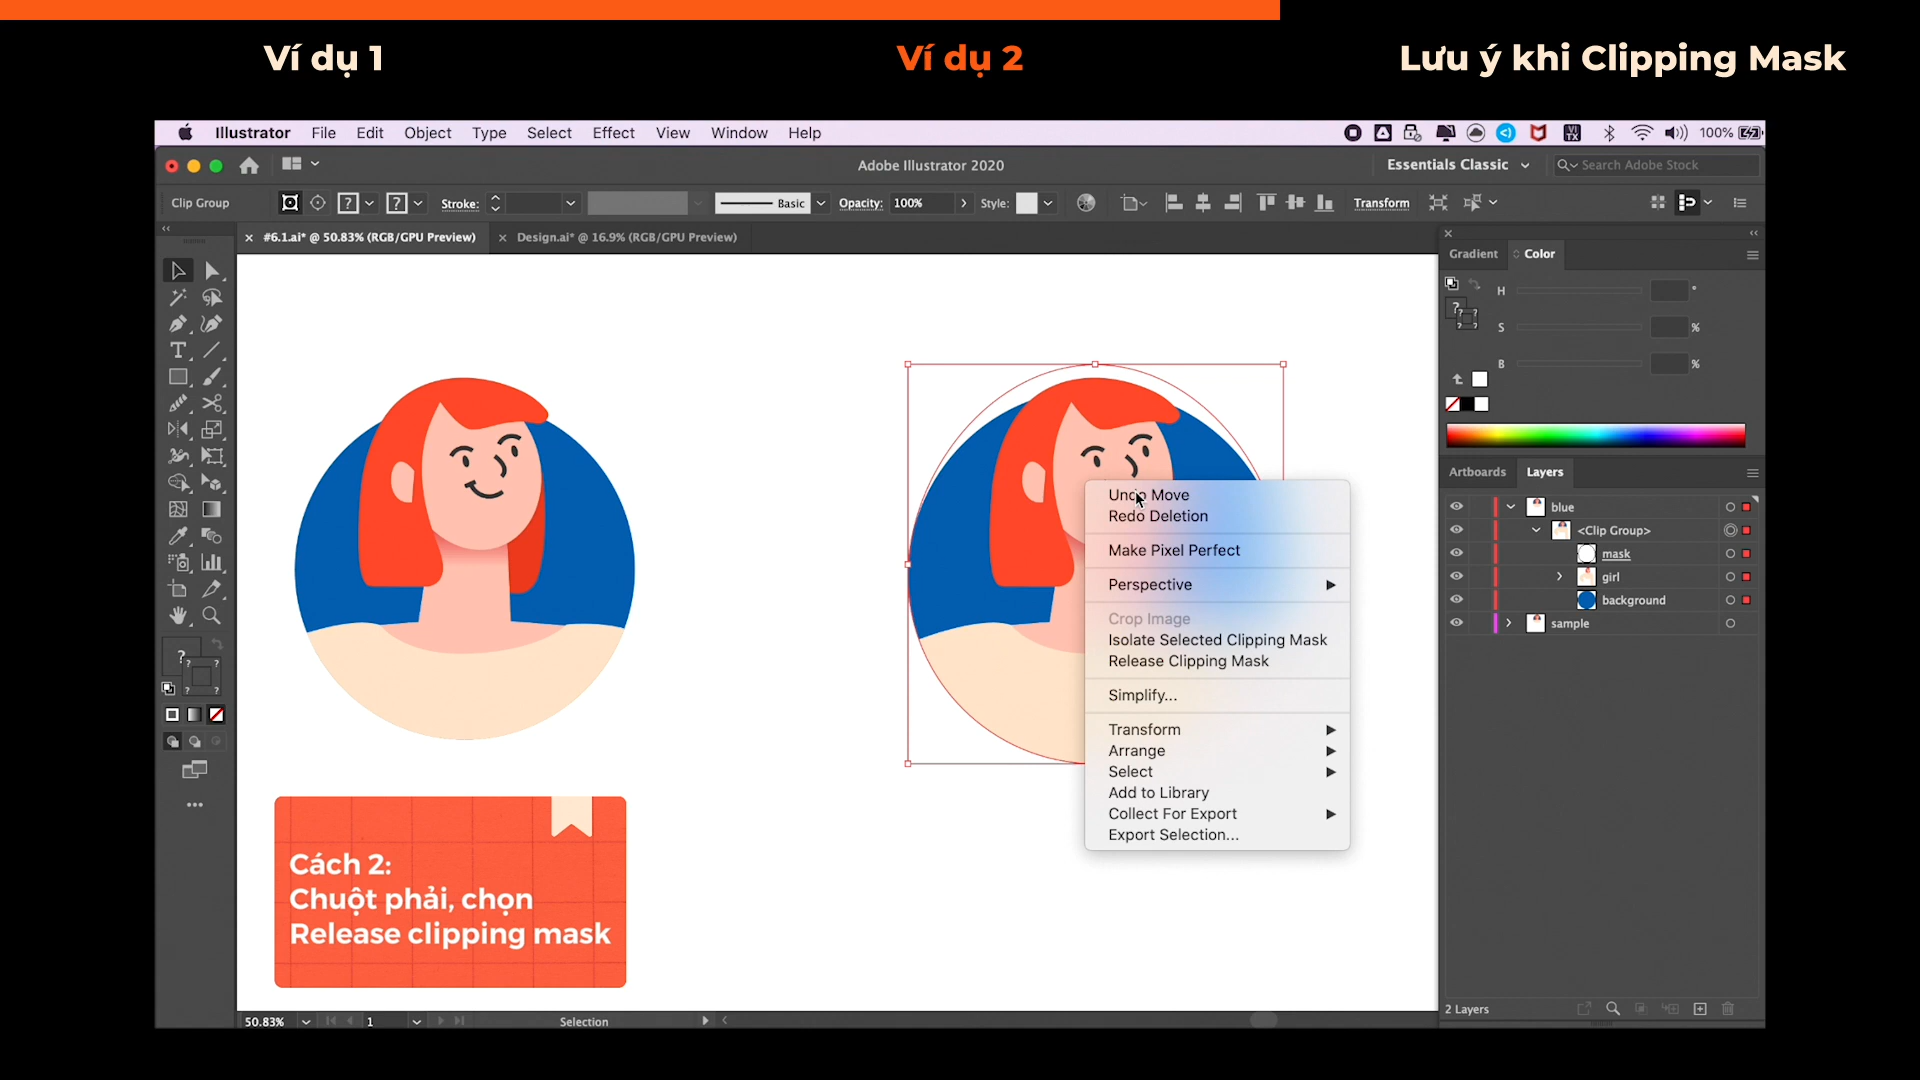 Ví dụ 1
Ví dụ 2
Lưu ý khi Clipping Mask
Illustrator File Edit Object Type Select Effect View Window Help
VI
TX
100%
Adobe Illustrator 2020
Essentials Classic
Search Adobe Stock
Clip Group
?
?
Stroke:
Basic
Opacity: 100%
Style:
Transform
#6.1.ai* @ 50.83% (RGB/GPU Preview)
Design.ai* @ 16.9% (RGB/GPU Preview)
Gradient
Color
H °
S %
B %
Artboards
Layers
blue
<Clip Group>
mask
girl
background
sample
2 Layers
Undo Move
Redo Deletion
Make Pixel Perfect
Perspective
Crop Image
Isolate Selected Clipping Mask
Release Clipping Mask
Simplify...
Transform
Arrange
Select
Add to Library
Collect For Export
Export Selection...
Cách 2:
Chuột phải, chọn
Release clipping mask
50.83%
1
Selection